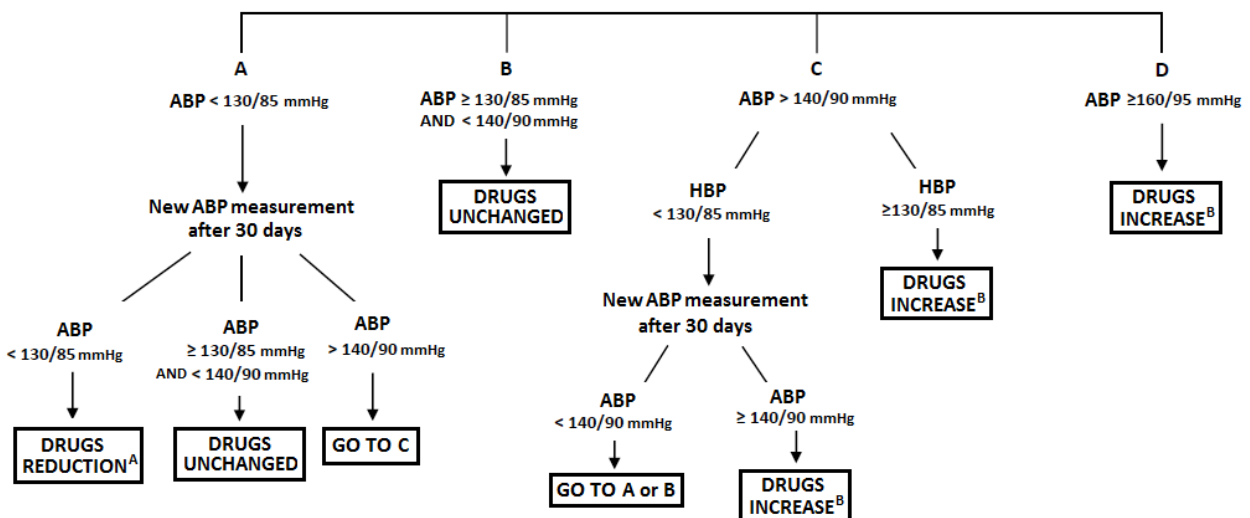 A
ABP < 130/85 mmHg
New ABP measurement
after 30 days
ABP
< 130/85 mmHg
DRUGS
REDUCTIONᴬ
ABP
≥ 130/85 mmHg
AND < 140/90 mmHg
DRUGS
UNCHANGED
ABP
> 140/90 mmHg
GO TO C
B
ABP ≥ 130/85 mmHg
AND < 140/90 mmHg
DRUGS
UNCHANGED
C
ABP > 140/90 mmHg
HBP
< 130/85 mmHg
New ABP measurement
after 30 days
ABP
< 140/90 mmHg
GO TO A or B
ABP
≥ 140/90 mmHg
DRUGS
INCREASEᴮ
HBP
≥130/85 mmHg
DRUGS
INCREASEᴮ
D
ABP ≥160/95 mmHg
DRUGS
INCREASEᴮ